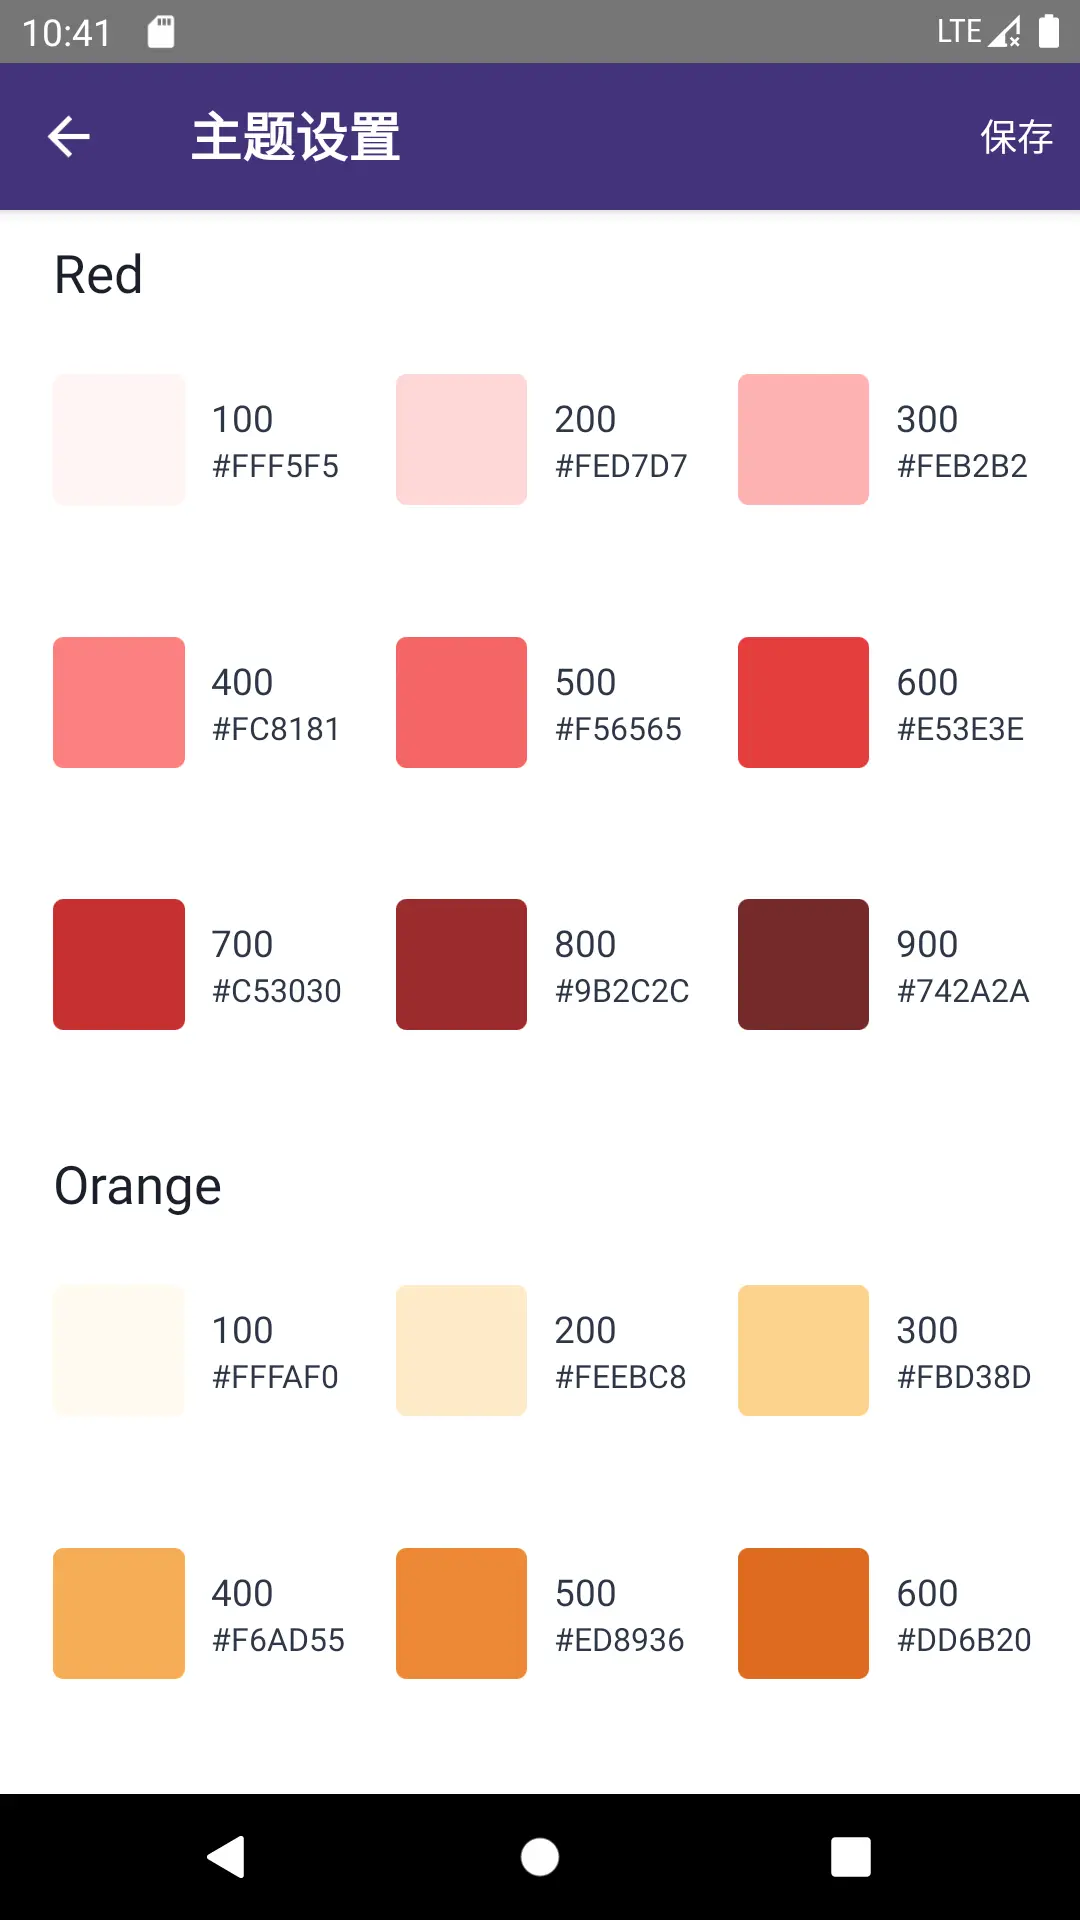 10:41
LTE
主题设置
保存
Red
100
#FFF5F5
200
#FED7D7
300
#FEB2B2
400
#FC8181
500
#F56565
600
#E53E3E
700
#C53030
800
#9B2C2C
900
#742A2A
Orange
100
#FFFAF0
200
#FEEBC8
300
#FBD38D
400
#F6AD55
500
#ED8936
600
#DD6B20